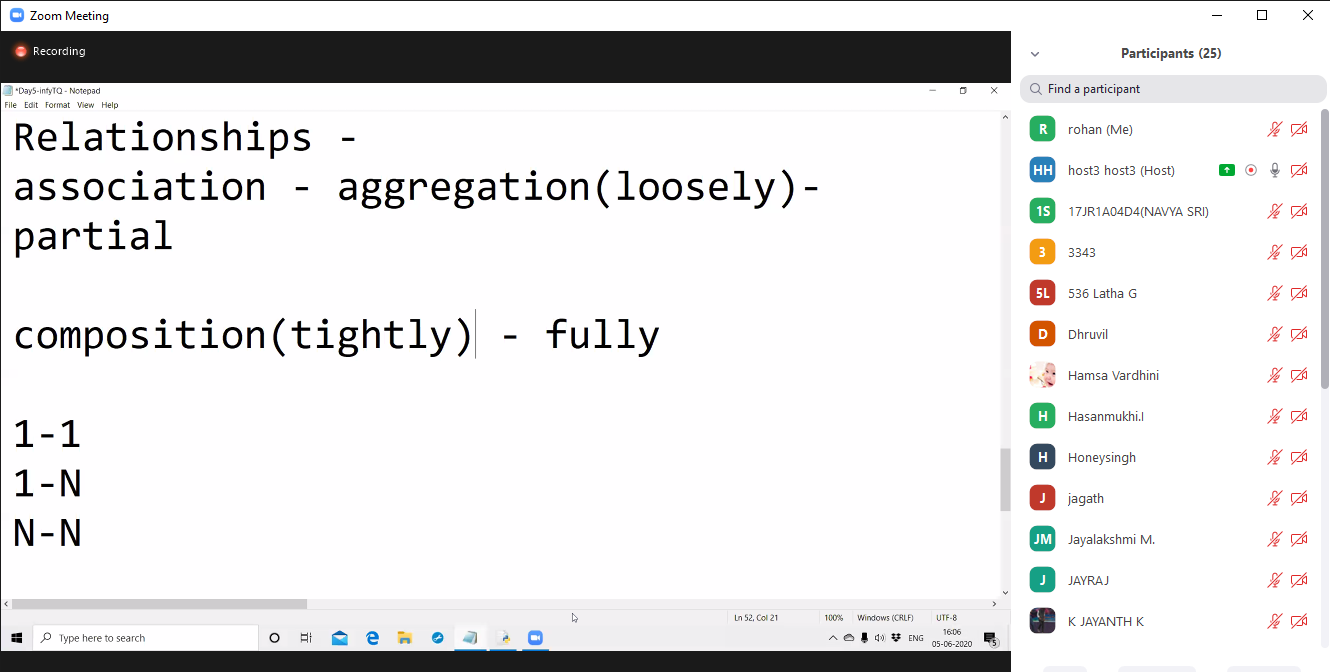 Zoom Meeting
Recording
*Day5-infyTQ - Notepad
File Edit Format View Help
Relationships -
association - aggregation(loosely)-
partial
composition(tightly) - fully
1-1
1-N
N-N
Ln 52, Col 21 100% Windows (CRLF) UTF-8
Type here to search
ENG
16:06
05-06-2020
5
Participants (25)
Find a participant
R rohan (Me)
HH host3 host3 (Host)
1S 17JR1A04D4(NAVYA SRI)
3 3343
5L 536 Latha G
D Dhruvil
Hamsa Vardhini
H Hasanmukhi.I
H Honeysingh
J jagath
JM Jayalakshmi M.
J JAYRAJ
K JAYANTH K